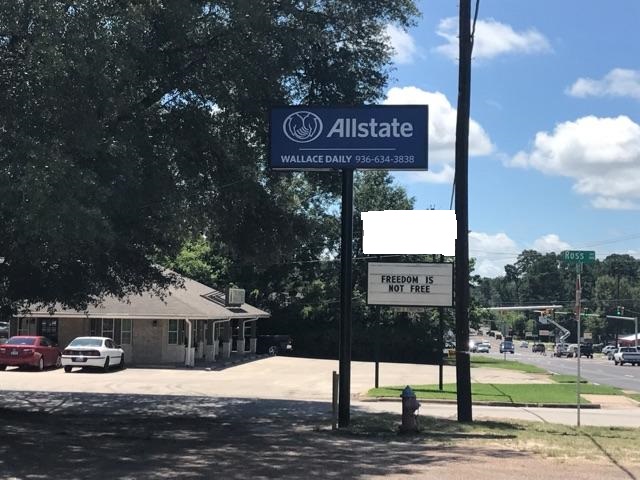 Allstate
WALLACE DAILY 936-634-3838
FREEDOM IS
NOT FREE
Ross